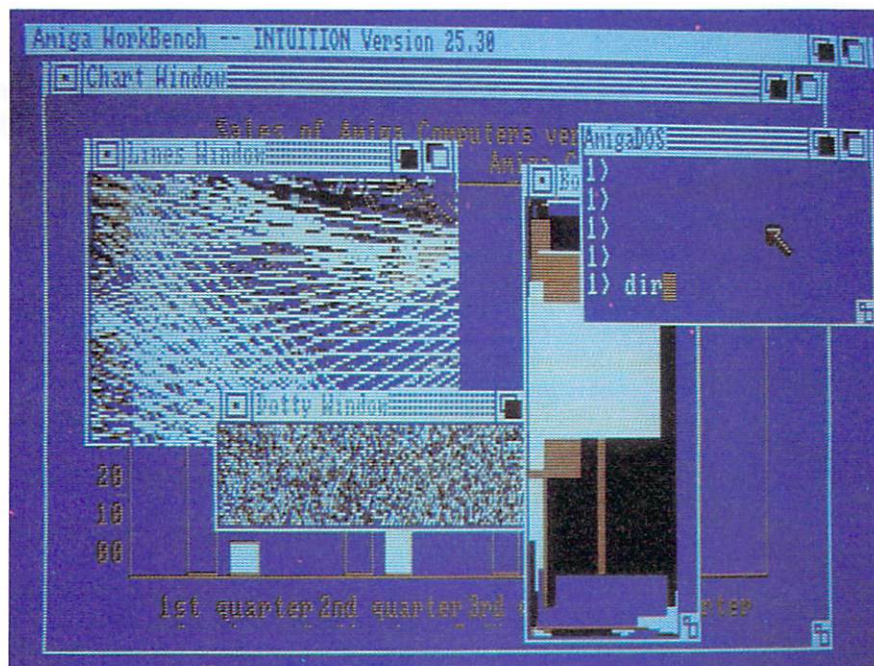 Amiga WorkBench -- INTUITION Version 25.30
Chart Window
Sales of Amiga Computers
Amiga
Lines Window
AmigaDOS
1>
1>
1>
1>
1> dir
Dotty Window
20
10
00
1st quarter 2nd quarter 3rd